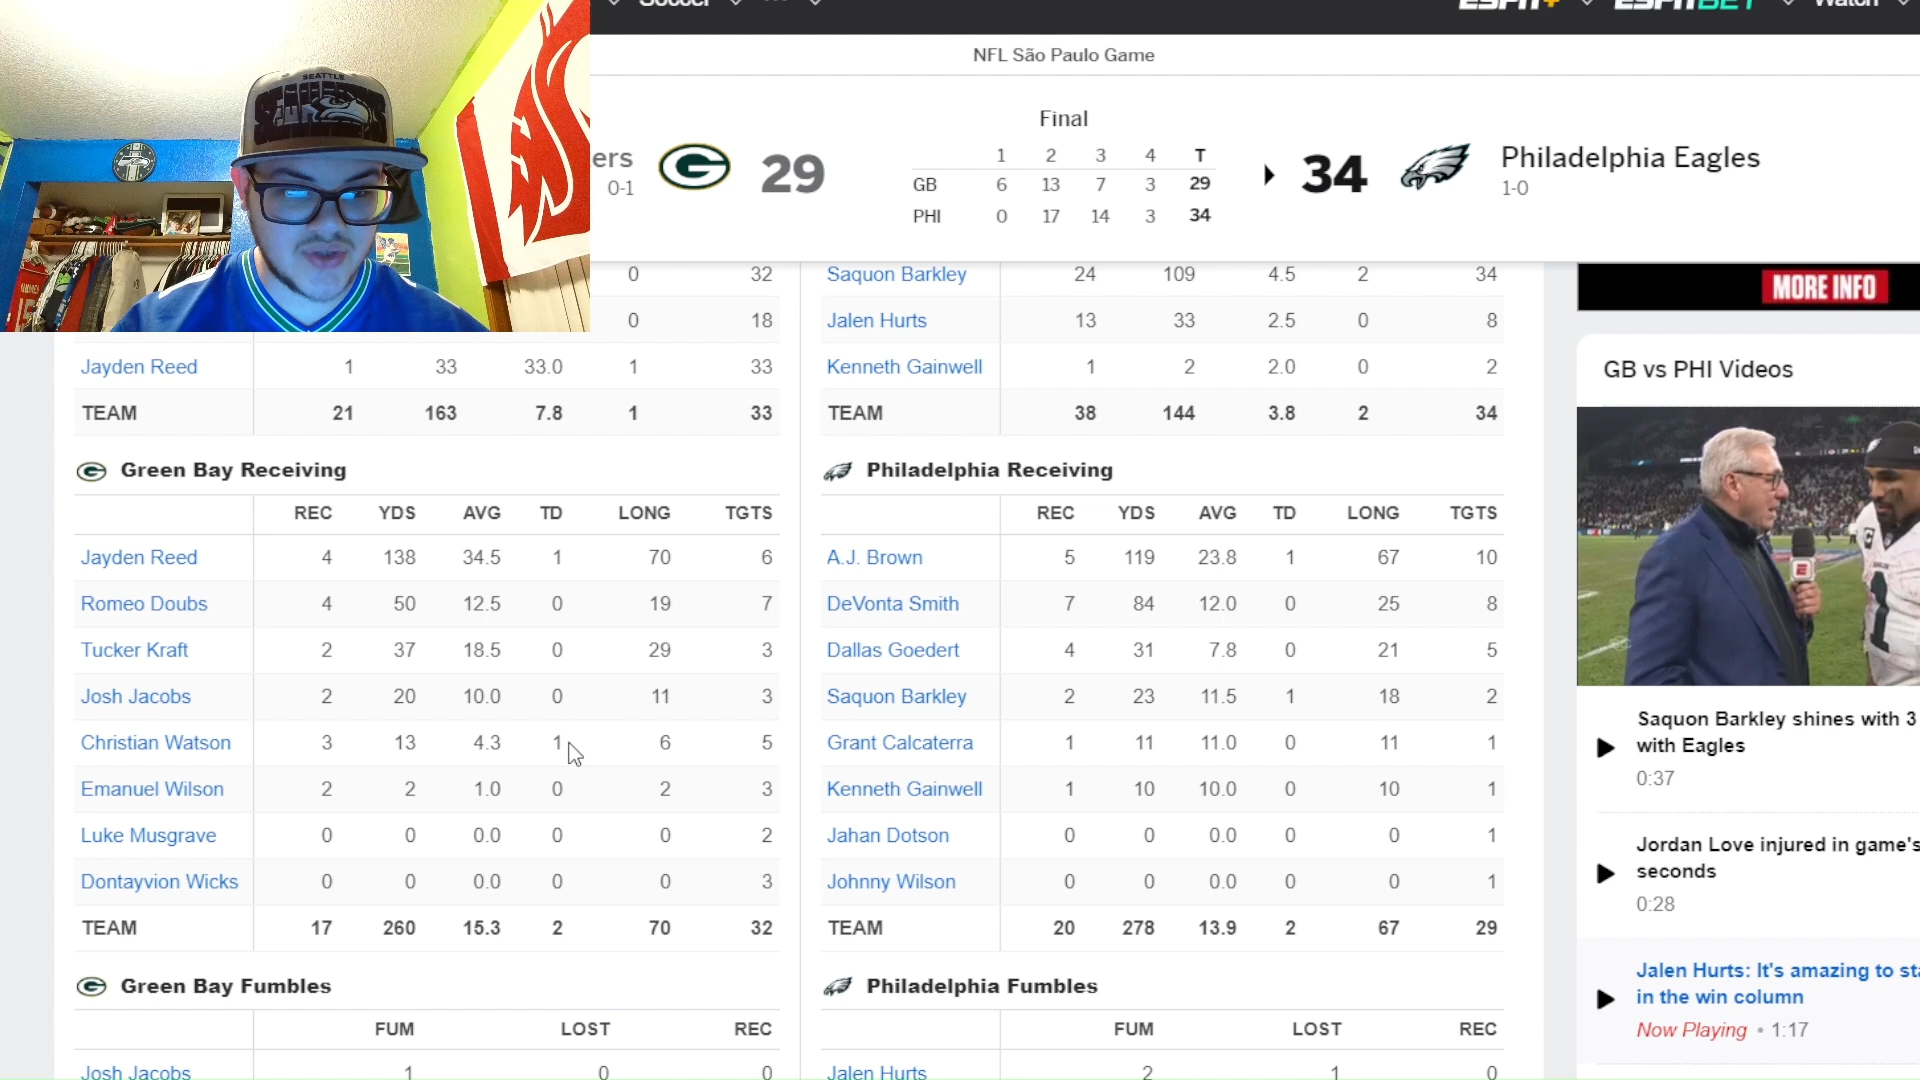 Soccer
ESPN+ ESPN BET Watch
NFL São Paulo Game
SEATTLE
Final
ers
0-1
29
1 2 3 4 T
GB 6 13 7 3 29
PHI 0 17 14 3 34
34
Philadelphia Eagles
1-0
0 32
0 18
Jayden Reed 1 33 33.0 1 33
TEAM 21 163 7.8 1 33
Saquon Barkley 24 109 4.5 2 34
Jalen Hurts 13 33 2.5 0 8
Kenneth Gainwell 1 2 2.0 0 2
TEAM 38 144 3.8 2 34
Green Bay Receiving
REC YDS AVG TD LONG TGTS
Jayden Reed 4 138 34.5 1 70 6
Romeo Doubs 4 50 12.5 0 19 7
Tucker Kraft 2 37 18.5 0 29 3
Josh Jacobs 2 20 10.0 0 11 3
Christian Watson 3 13 4.3 1 6 5
Emanuel Wilson 2 2 1.0 0 2 3
Luke Musgrave 0 0 0.0 0 0 2
Dontayvion Wicks 0 0 0.0 0 0 3
TEAM 17 260 15.3 2 70 32
Philadelphia Receiving
REC YDS AVG TD LONG TGTS
A.J. Brown 5 119 23.8 1 67 10
DeVonta Smith 7 84 12.0 0 25 8
Dallas Goedert 4 31 7.8 0 21 5
Saquon Barkley 2 23 11.5 1 18 2
Grant Calcaterra 1 11 11.0 0 11 1
Kenneth Gainwell 1 10 10.0 0 10 1
Jahan Dotson 0 0 0.0 0 0 1
Johnny Wilson 0 0 0.0 0 0 1
TEAM 20 278 13.9 2 67 29
Green Bay Fumbles
FUM LOST REC
Josh Jacobs 1 0 0
Philadelphia Fumbles
FUM LOST REC
Jalen Hurts 2 1 0
MORE INFO
GB vs PHI Videos
Saquon Barkley shines with 3
with Eagles
0:37
Jordan Love injured in game's
seconds
0:28
Jalen Hurts: It's amazing to sta
in the win column
Now Playing • 1:17